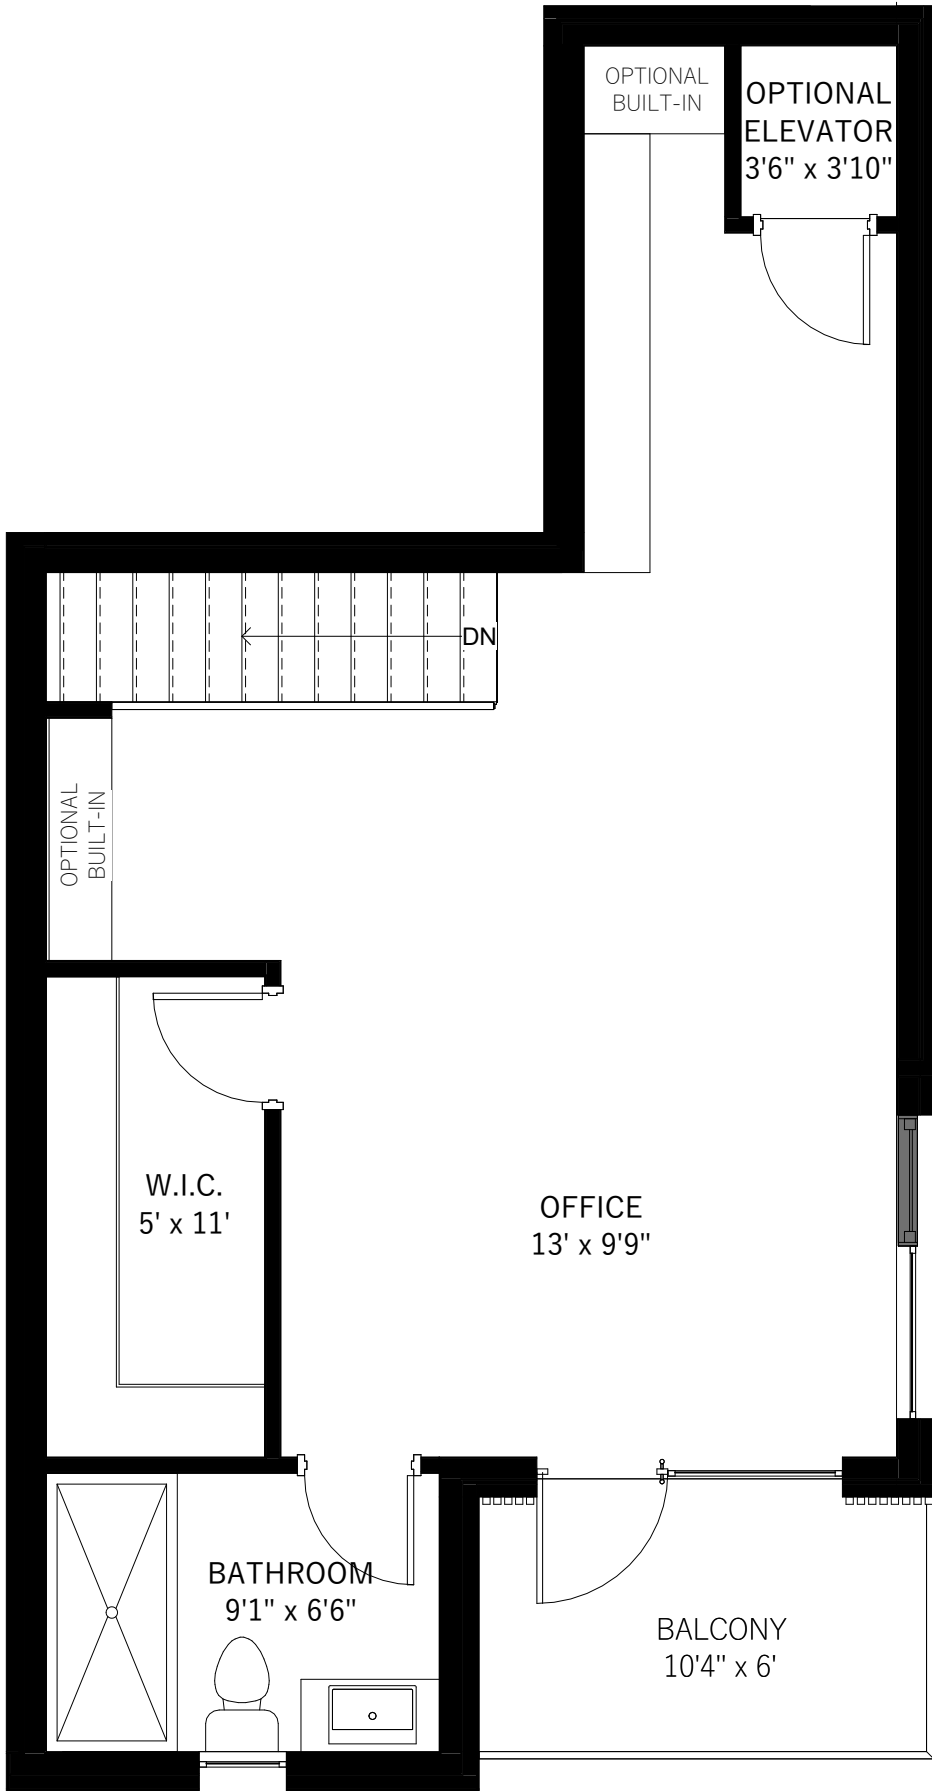 OPTIONAL
BUILT-IN
OPTIONAL
ELEVATOR
3'6" x 3'10"
DN
OPTIONAL
BUILT-IN
W.I.C.
5' x 11'
OFFICE
13' x 9'9"
BATHROOM
9'1" x 6'6"
BALCONY
10'4" x 6'